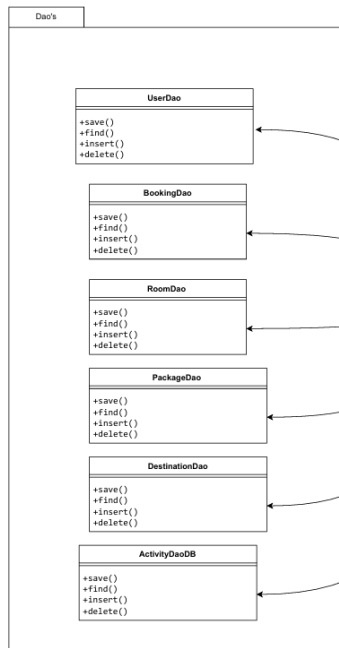 Dao's
UserDao
+save()
+find()
+insert()
+delete()
BookingDao
+save()
+find()
+insert()
+delete()
RoomDao
+save()
+find()
+insert()
+delete()
PackageDao
+save()
+find()
+insert()
+delete()
DestinationDao
+save()
+find()
+insert()
+delete()
ActivityDaoDB
+save()
+find()
+insert()
+delete()